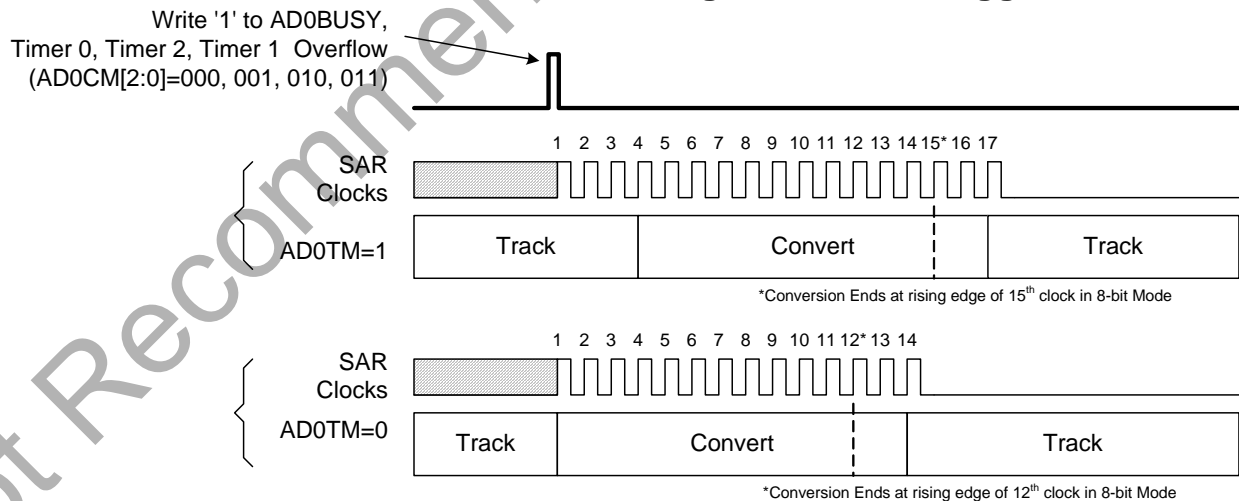 Write '1' to AD0BUSY,
Timer 0, Timer 2, Timer 1 Overflow
(AD0CM[2:0]=000, 001, 010, 011)
1 2 3 4 5 6 7 8 9 10 11 12 13 14 15* 16 17
SAR
Clocks
AD0TM=1
Track Convert Track
*Conversion Ends at rising edge of 15th clock in 8-bit Mode
1 2 3 4 5 6 7 8 9 10 11 12* 13 14
SAR
Clocks
AD0TM=0
Track Convert Track
*Conversion Ends at rising edge of 12th clock in 8-bit Mode